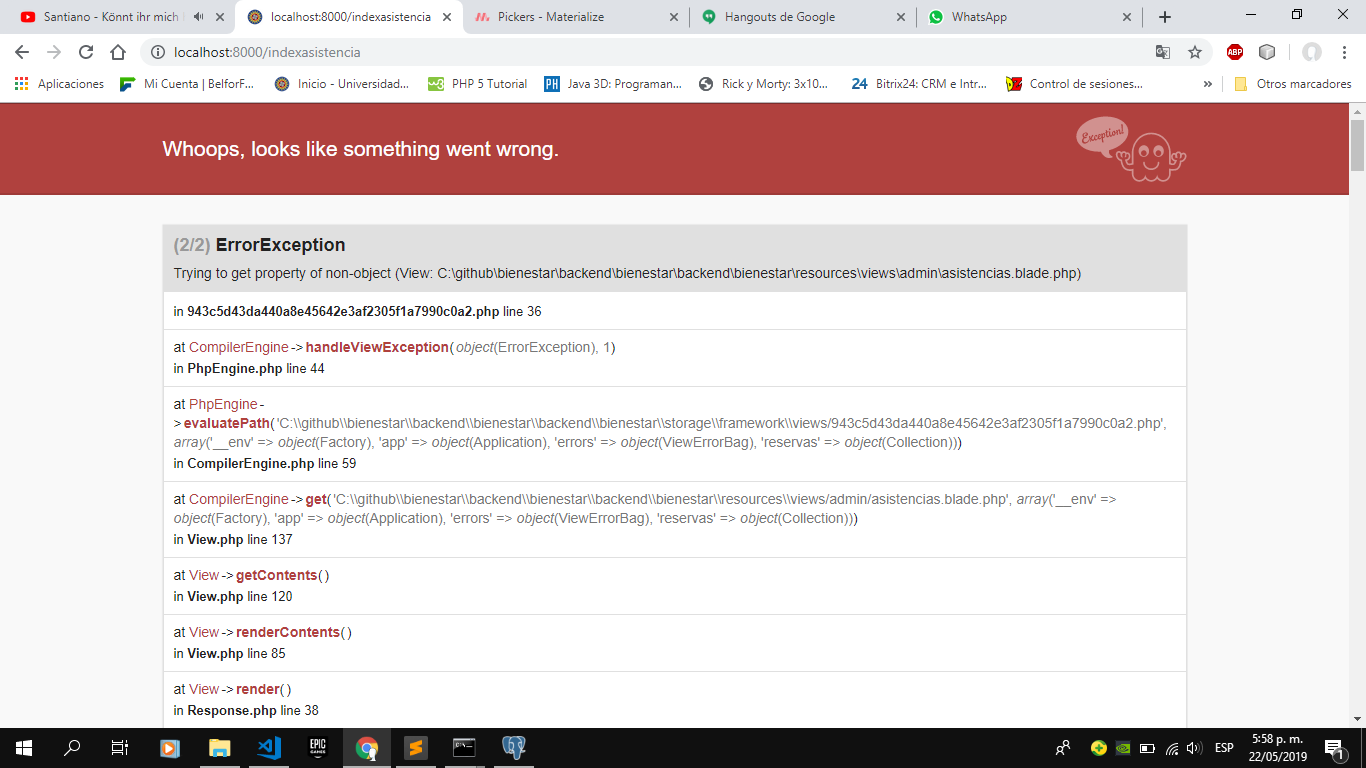 Santiano - Könnt ihr mich
localhost:8000/indexasistencia
Pickers - Materialize
Hangouts de Google
WhatsApp
localhost:8000/indexasistencia
ABP
Aplicaciones
Mi Cuenta | BelforF...
Inicio - Universidad...
w3
PHP 5 Tutorial
PH
Java 3D: Programan...
Rick y Morty: 3x10...
24
Bitrix24: CRM e Intr...
Control de sesiones...
»
Otros marcadores
Whoops, looks like something went wrong.
Exception!
(2/2) ErrorException
Trying to get property of non-object (View: C:\github\bienestar\backend\bienestar\backend\bienestar\resources\views\admin\asistencias.blade.php)
in 943c5d43da440a8e45642e3af2305f1a7990c0a2.php line 36
at CompilerEngine->handleViewException(object(ErrorException), 1)
in PhpEngine.php line 44
at PhpEngine-
>evaluatePath('C:\\github\\bienestar\\backend\\bienestar\\backend\\bienestar\\storage\\framework\\views/943c5d43da440a8e45642e3af2305f1a7990c0a2.php',
array('__env' => object(Factory), 'app' => object(Application), 'errors' => object(ViewErrorBag), 'reservas' => object(Collection)))
in CompilerEngine.php line 59
at CompilerEngine->get('C:\\github\\bienestar\\backend\\bienestar\\backend\\bienestar\\resources\\views/admin/asistencias.blade.php', array('__env' =>
object(Factory), 'app' => object(Application), 'errors' => object(ViewErrorBag), 'reservas' => object(Collection)))
in View.php line 137
at View->getContents()
in View.php line 120
at View->renderContents()
in View.php line 85
at View->render()
in Response.php line 38
EPIC
GAMES
ESP
5:58 p. m.
22/05/2019
1